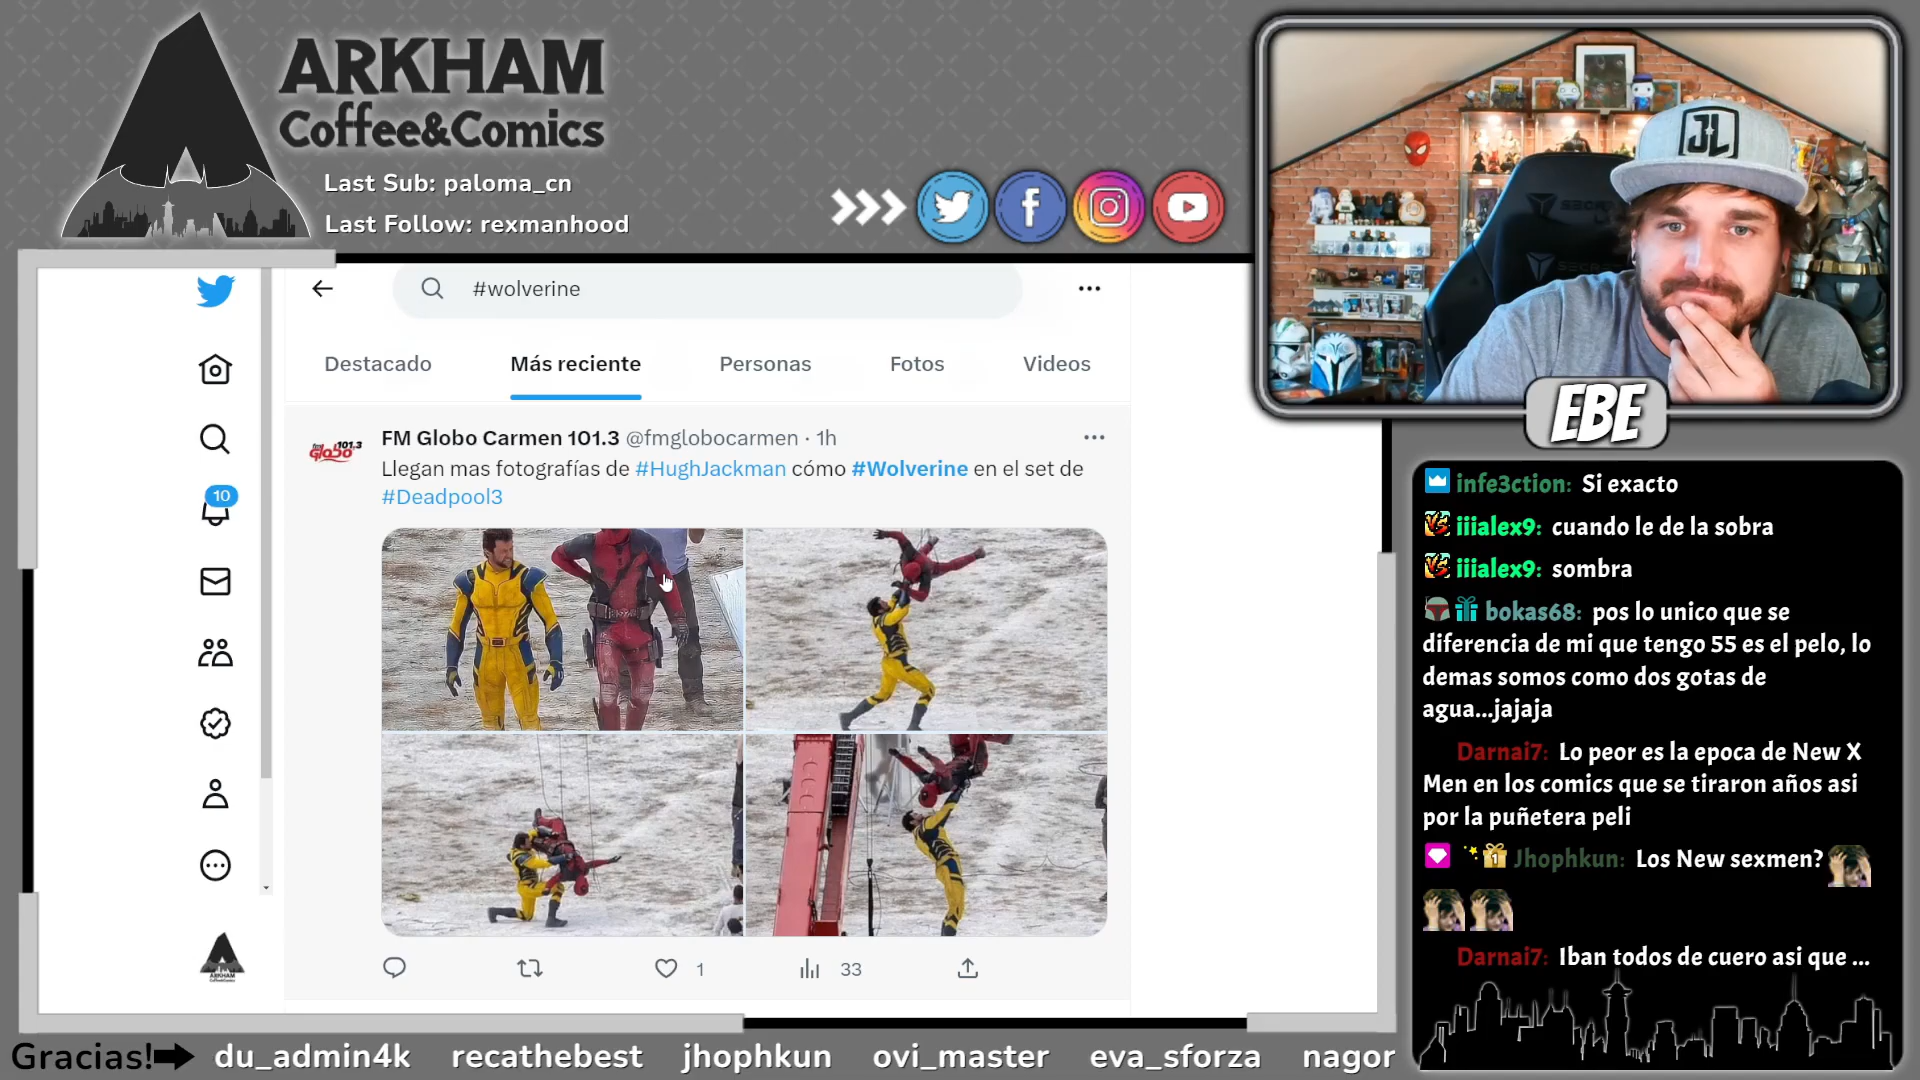 ARKHAM
Coffee&Comics
Last Sub: paloma_cn
Last Follow: rexmanhood
#wolverine
Destacado
Más reciente
Personas
Fotos
Videos
10
FM Globo Carmen 101.3 @fmglobocarmen · 1h
Llegan mas fotografías de #HughJackman cómo #Wolverine en el set de
#Deadpool3
1
33
JL
EBE
infe3ction: Si exacto
iiialex9: cuando le de la sobra
iiialex9: sombra
bokas68: pos lo unico que se
diferencia de mi que tengo 55 es el pelo, lo
demas somos como dos gotas de
agua...jajaja
Darnai7: Lo peor es la epoca de New X
Men en los comics que se tiraron años asi
por la puñetera peli
Jhophkun: Los New sexmen?
Darnai7: Iban todos de cuero asi que ...
Gracias! du_admin4k recathebest jhophkun ovi_master eva_sforza nagor